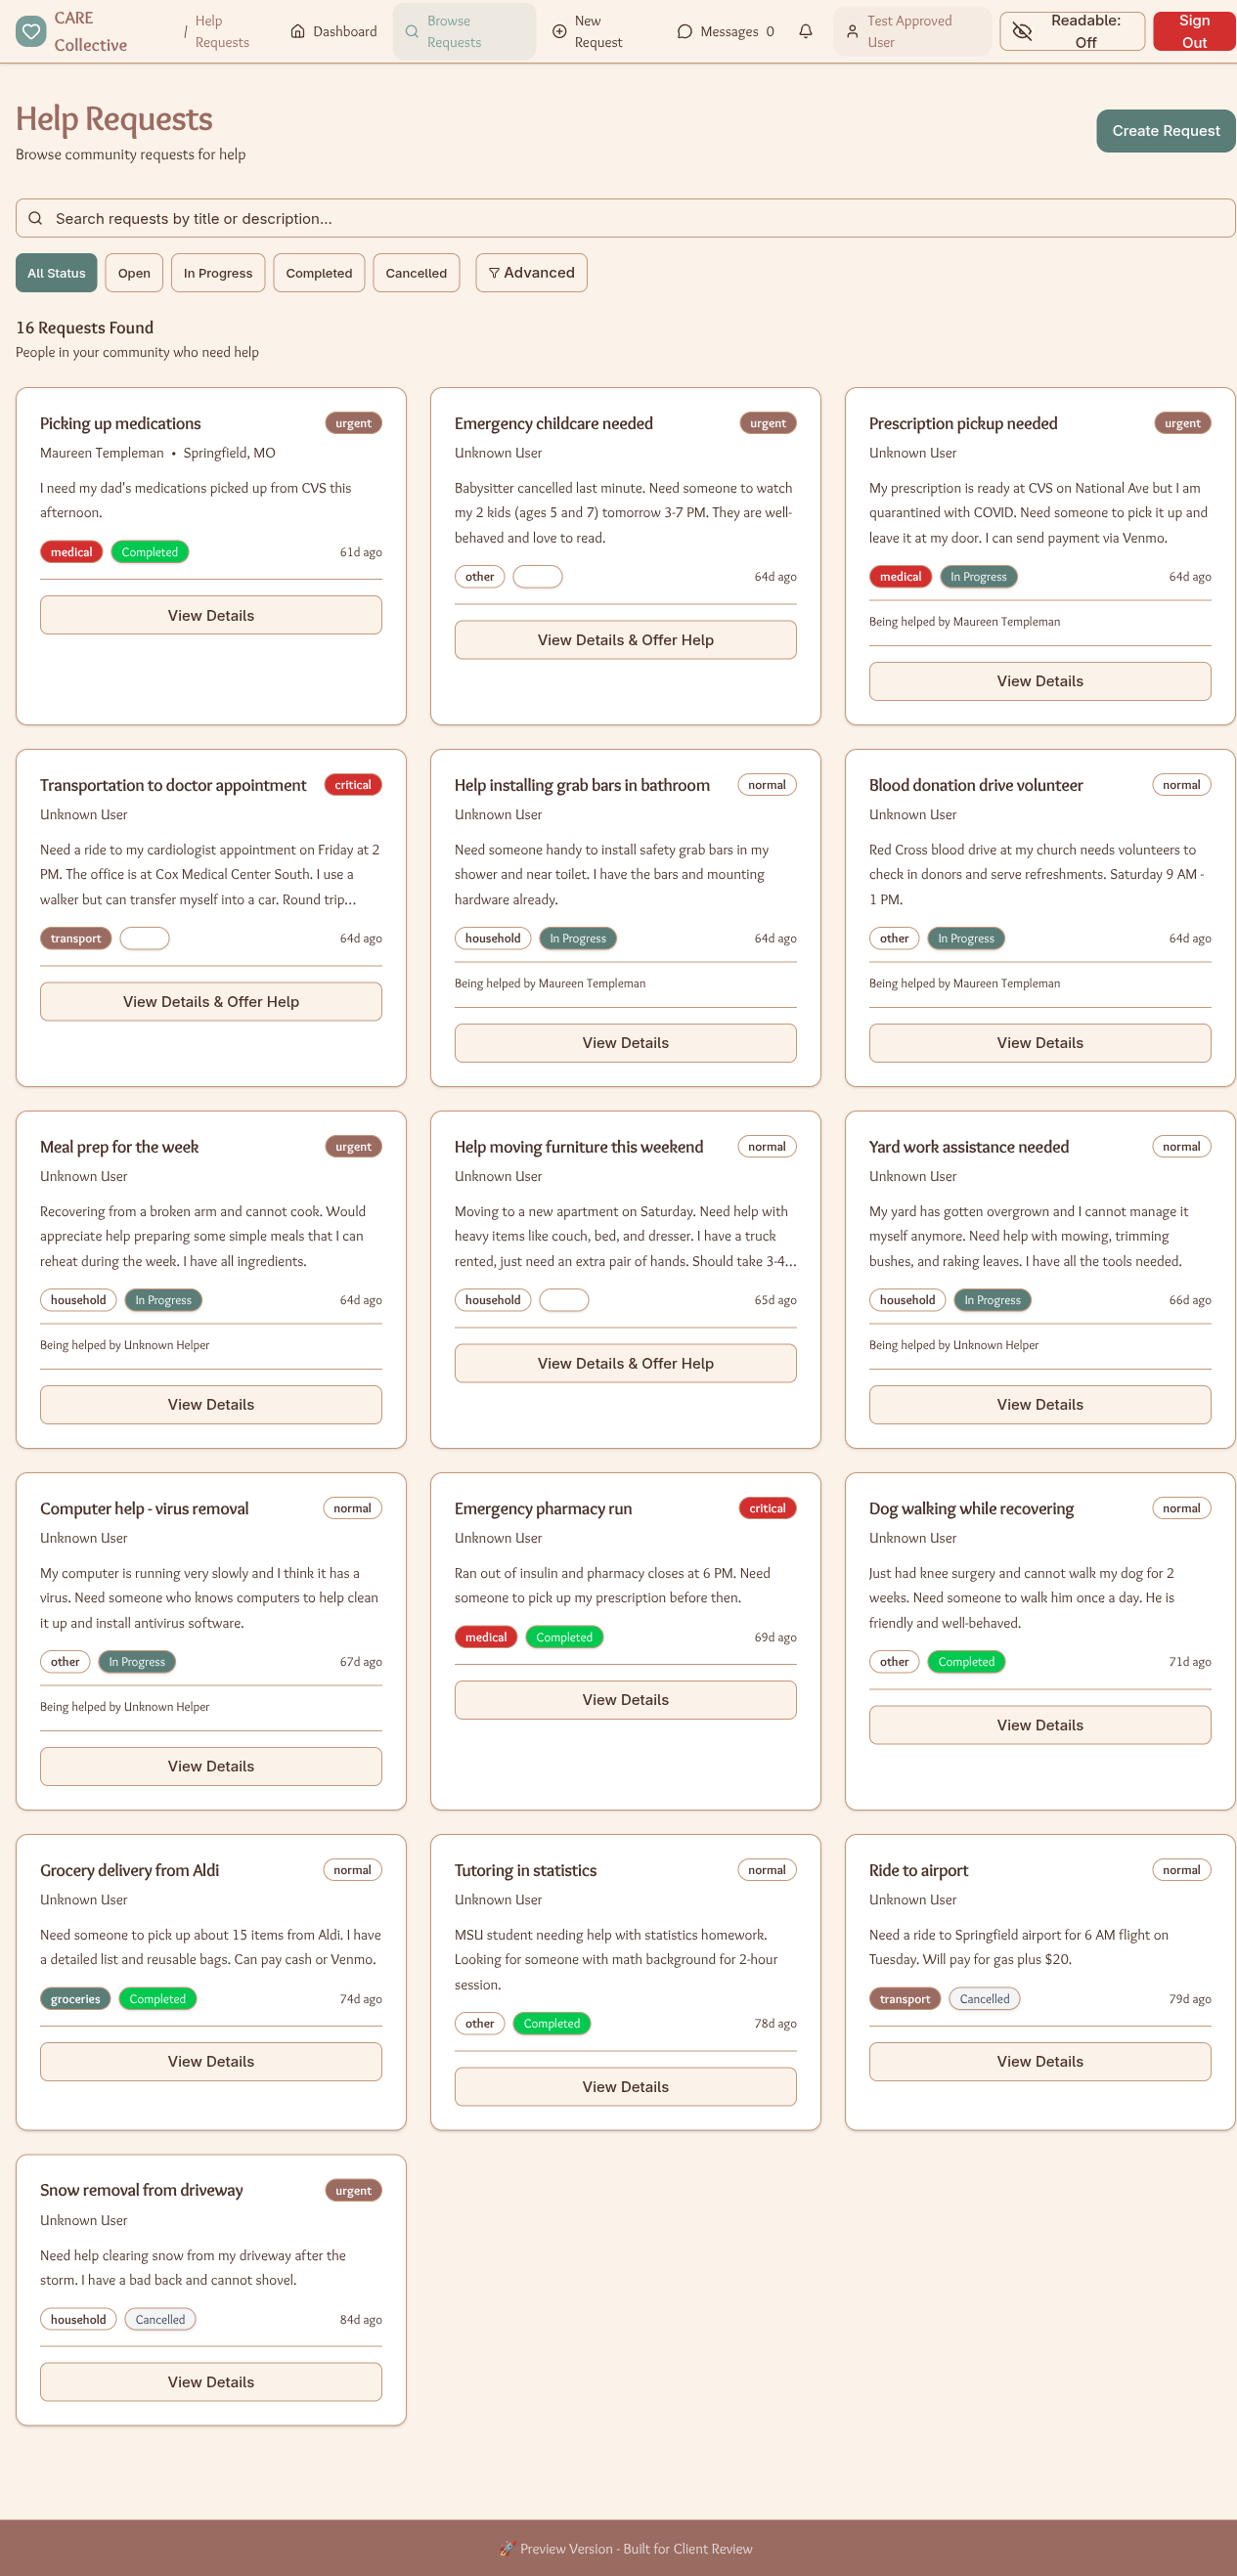 CARE
Collective
/
Help
Requests
Dashboard
Browse
Requests
New
Request
Messages 0
Test Approved
User
Readable:
Off
Sign
Out
Help Requests
Browse community requests for help
Create Request
Search requests by title or description...
All Status
Open
In Progress
Completed
Cancelled
Advanced
16 Requests Found
People in your community who need help
Picking up medications
urgent
Maureen Templeman • Springfield, MO
I need my dad's medications picked up from CVS this
afternoon.
medical
Completed
61d ago
View Details
Emergency childcare needed
urgent
Unknown User
Babysitter cancelled last minute. Need someone to watch
my 2 kids (ages 5 and 7) tomorrow 3-7 PM. They are well-
behaved and love to read.
other
64d ago
View Details & Offer Help
Prescription pickup needed
urgent
Unknown User
My prescription is ready at CVS on National Ave but I am
quarantined with COVID. Need someone to pick it up and
leave it at my door. I can send payment via Venmo.
medical
In Progress
64d ago
Being helped by Maureen Templeman
View Details
Transportation to doctor appointment
critical
Unknown User
Need a ride to my cardiologist appointment on Friday at 2
PM. The office is at Cox Medical Center South. I use a
walker but can transfer myself into a car. Round trip...
transport
64d ago
View Details & Offer Help
Help installing grab bars in bathroom
normal
Unknown User
Need someone handy to install safety grab bars in my
shower and near toilet. I have the bars and mounting
hardware already.
household
In Progress
64d ago
Being helped by Maureen Templeman
View Details
Blood donation drive volunteer
normal
Unknown User
Red Cross blood drive at my church needs volunteers to
check in donors and serve refreshments. Saturday 9 AM -
1 PM.
other
In Progress
64d ago
Being helped by Maureen Templeman
View Details
Meal prep for the week
urgent
Unknown User
Recovering from a broken arm and cannot cook. Would
appreciate help preparing some simple meals that I can
reheat during the week. I have all ingredients.
household
In Progress
64d ago
Being helped by Unknown Helper
View Details
Help moving furniture this weekend
normal
Unknown User
Moving to a new apartment on Saturday. Need help with
heavy items like couch, bed, and dresser. I have a truck
rented, just need an extra pair of hands. Should take 3-4...
household
65d ago
View Details & Offer Help
Yard work assistance needed
normal
Unknown User
My yard has gotten overgrown and I cannot manage it
myself anymore. Need help with mowing, trimming
bushes, and raking leaves. I have all the tools needed.
household
In Progress
66d ago
Being helped by Unknown Helper
View Details
Computer help - virus removal
normal
Unknown User
My computer is running very slowly and I think it has a
virus. Need someone who knows computers to help clean
it up and install antivirus software.
other
In Progress
67d ago
Being helped by Unknown Helper
View Details
Emergency pharmacy run
critical
Unknown User
Ran out of insulin and pharmacy closes at 6 PM. Need
someone to pick up my prescription before then.
medical
Completed
69d ago
View Details
Dog walking while recovering
normal
Unknown User
Just had knee surgery and cannot walk my dog for 2
weeks. Need someone to walk him once a day. He is
friendly and well-behaved.
other
Completed
71d ago
View Details
Grocery delivery from Aldi
normal
Unknown User
Need someone to pick up about 15 items from Aldi. I have
a detailed list and reusable bags. Can pay cash or Venmo.
groceries
Completed
74d ago
View Details
Tutoring in statistics
normal
Unknown User
MSU student needing help with statistics homework.
Looking for someone with math background for 2-hour
session.
other
Completed
78d ago
View Details
Ride to airport
normal
Unknown User
Need a ride to Springfield airport for 6 AM flight on
Tuesday. Will pay for gas plus $20.
transport
Cancelled
79d ago
View Details
Snow removal from driveway
urgent
Unknown User
Need help clearing snow from my driveway after the
storm. I have a bad back and cannot shovel.
household
Cancelled
84d ago
View Details
🚀 Preview Version - Built for Client Review